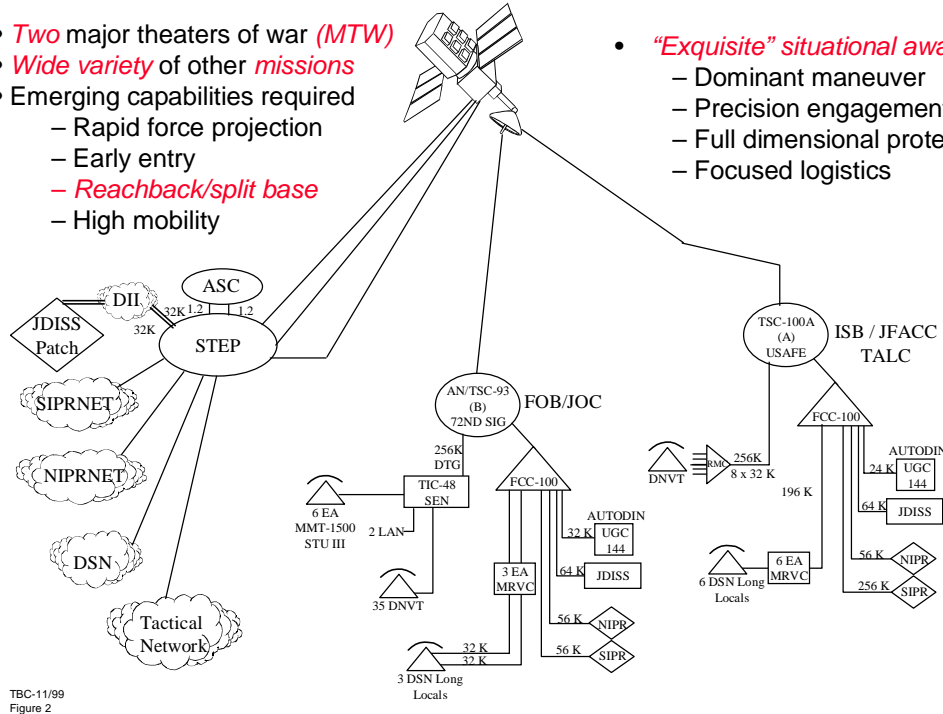 • Two major theaters of war (MTW)
• Wide variety of other missions
• Emerging capabilities required
– Rapid force projection
– Early entry
– Reachback/split base
– High mobility
• "Exquisite" situational awa
– Dominant maneuver
– Precision engagement
– Full dimensional prote
– Focused logistics
ASC
DII
32K
1.2
1.2
32K
JDISS
Patch
STEP
SIPRNET
NIPRNET
DSN
Tactical
Network
AN/TSC-93
(B)
72ND SIG
FOB/JOC
256K
DTG
TIC-48
SEN
FCC-100
6 EA
MMT-1500
STU III
2 LAN
35 DNVT
3 EA
MRVC
AUTODIN
32 K
UGC
144
64 K
JDISS
56 K
NIPR
56 K
SIPR
32 K
32 K
3 DSN Long
Locals
TSC-100A
(A)
USAFE
ISB / JFACC
TALC
FCC-100
DNVT
RMC
256K
8 x 32 K
196 K
AUTODIN
24 K
UGC
144
64 K
JDISS
6 DSN Long
Locals
6 EA
MRVC
56 K
NIPR
256 K
SIPR
TBC-11/99
Figure 2